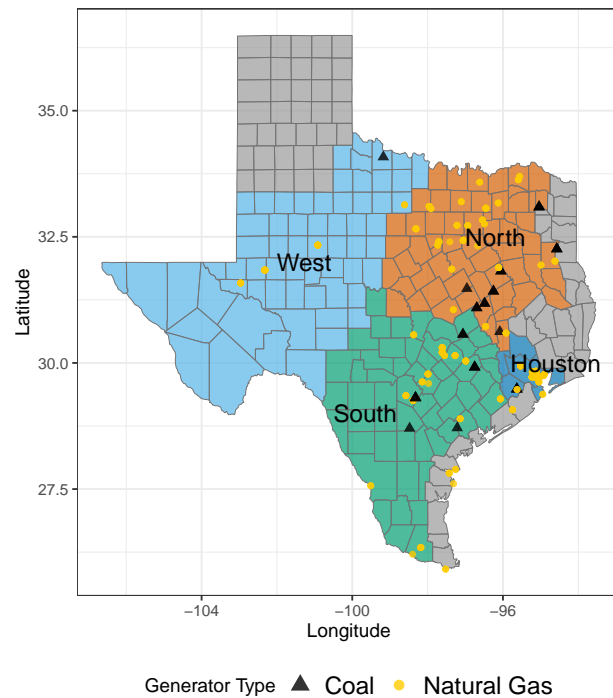 35.0
32.5
30.0
27.5
Latitude
West
North
Houston
South
−104
−100
−96
Longitude
Generator Type Coal Natural Gas